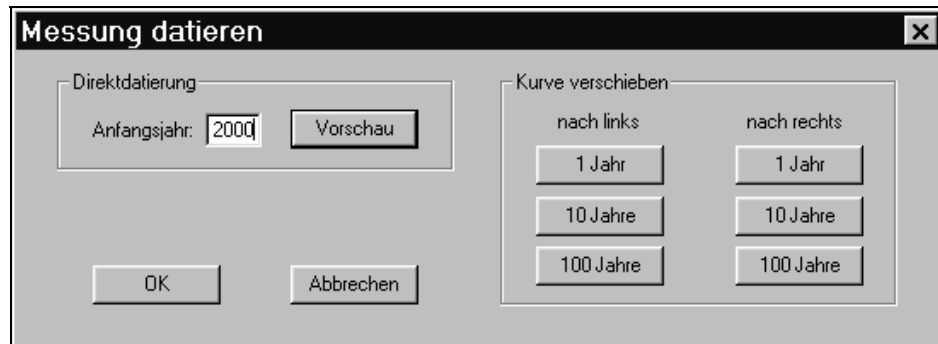 Messung datieren
Direktdatierung
Anfangsjahr: 2000 Vorschau
OK Abbrechen
Kurve verschieben
nach links nach rechts
1 Jahr 1 Jahr
10 Jahre 10 Jahre
100 Jahre 100 Jahre